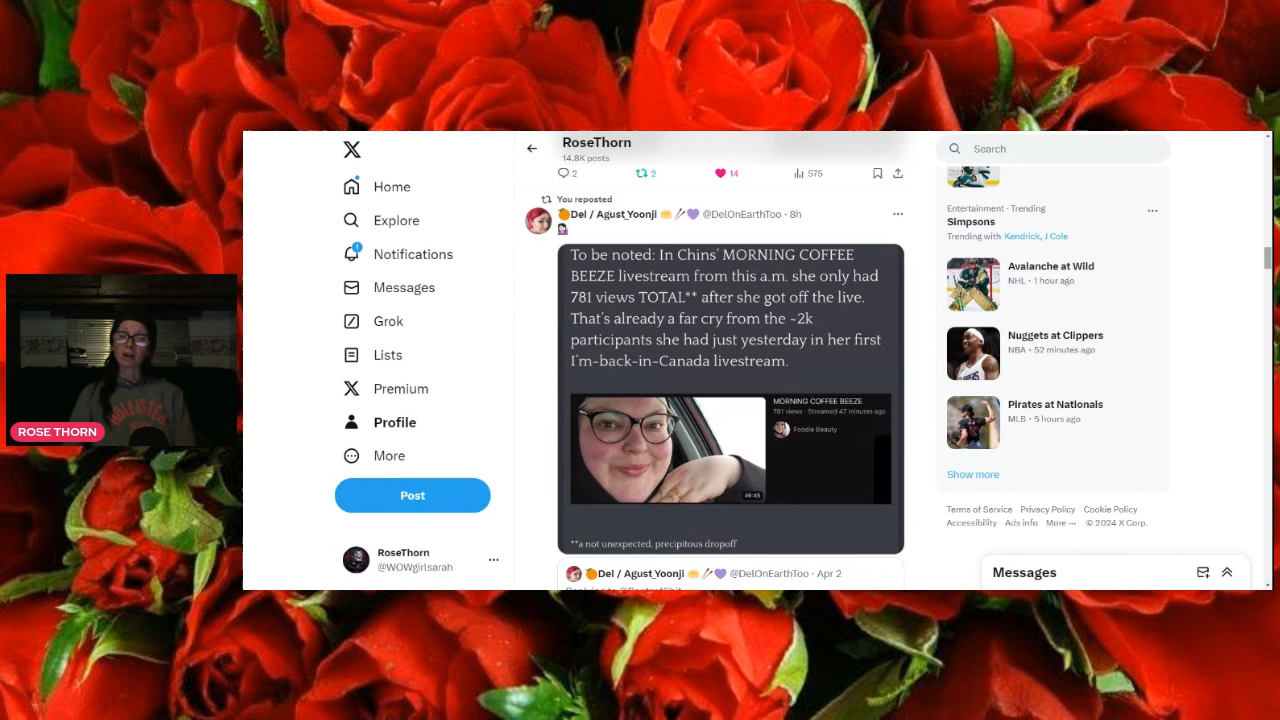 RoseThorn
14.8K posts
2
2
14
575
You reposted
Del / Agust_Yoonji @DelOnEarthToo · 8h
To be noted: In Chins' MORNING COFFEE
BEEZE livestream from this a.m. she only had
781 views TOTAL** after she got off the live.
That's already a far cry from the ~2k
participants she had just yesterday in her first
I'm-back-in-Canada livestream.
MORNING COFFEE BEEZE
781 views · Streamed 47 minutes ago
Foodie Beauty
46:45
**a not unexpected, precipitous dropoff
Del / Agust_Yoonji @DelOnEarthToo · Apr 2
Home
Explore
1
Notifications
Messages
Grok
Lists
Premium
Profile
More
Post
RoseThorn
@WOWgirlsarah
Search
Entertainment · Trending
Simpsons
Trending with Kendrick, J Cole
Avalanche at Wild
NHL · 1 hour ago
Nuggets at Clippers
NBA · 52 minutes ago
Pirates at Nationals
MLB · 5 hours ago
Show more
Terms of Service Privacy Policy Cookie Policy
Accessibility Ads info More ··· © 2024 X Corp.
Messages
ROSE THORN
HOLLISTER